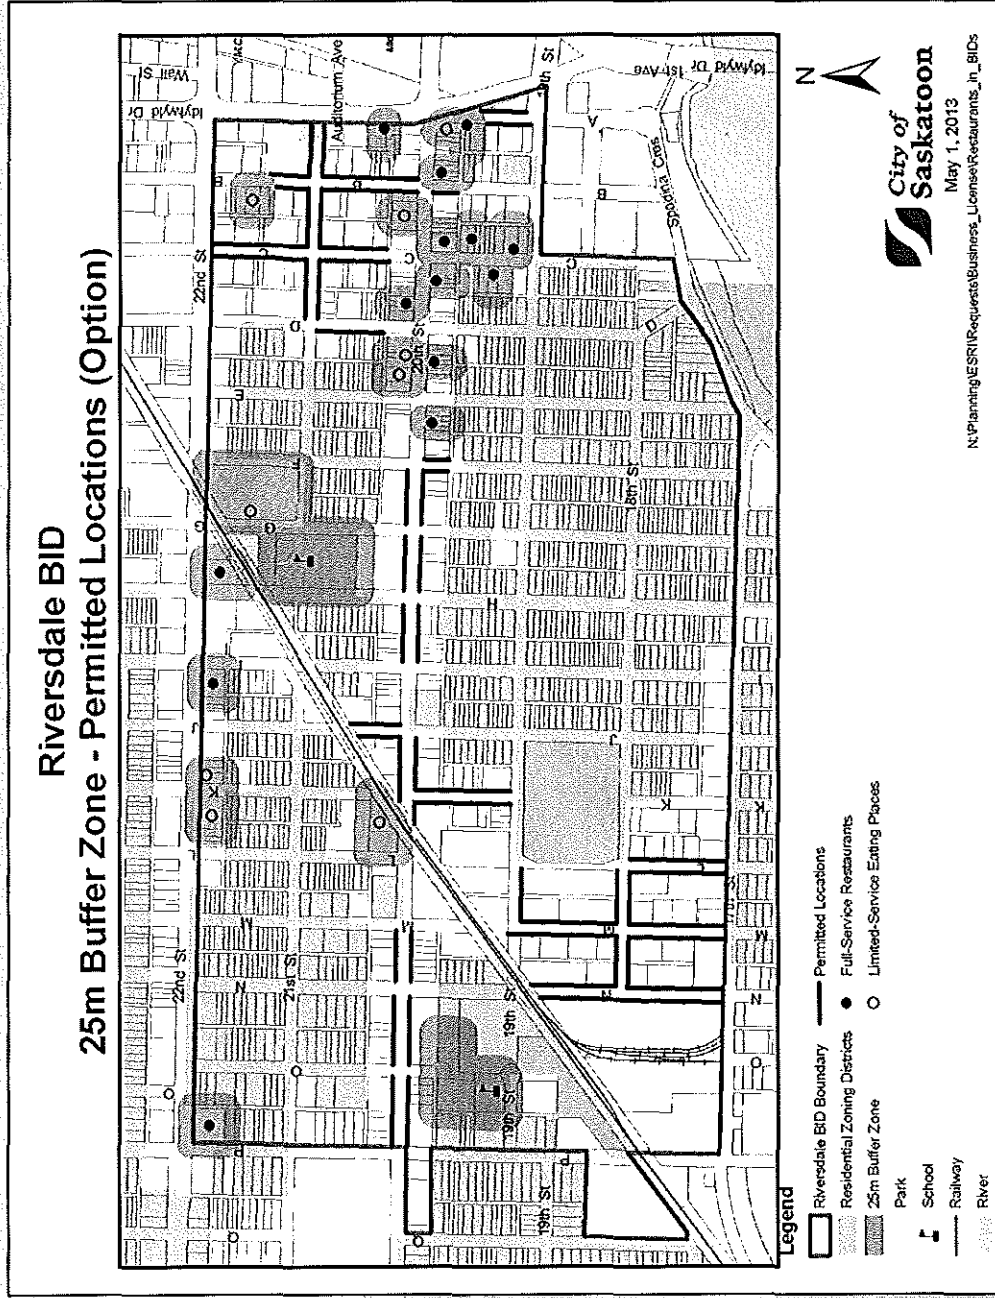 Riversdale BID
25m Buffer Zone - Permitted Locations (Option)
22nd St
22nd St
21st St
20th St
19th St
19th St
19th St
19th St
18th St
17th St
Idylwyld Dr
Wall St
Auditorium Ave
Idylwyld Dr
1st Ave
Spadina Cres
A
B
B
B
C
C
C
D
D
E
G
G
H
I
J
J
K
K
K
L
L
M
M
M
M
N
N
N
O
P
P
N
Legend
Riversdale BID Boundary
Residential Zoning Districts
25m Buffer Zone
Park
School
Railway
River
Permitted Locations
Full-Service Restaurants
Limited-Service Eating Places
City of
Saskatoon
May 1, 2013
N:\Planning\ESRI\Requests\Business_License\Restaurants_in_BIDs